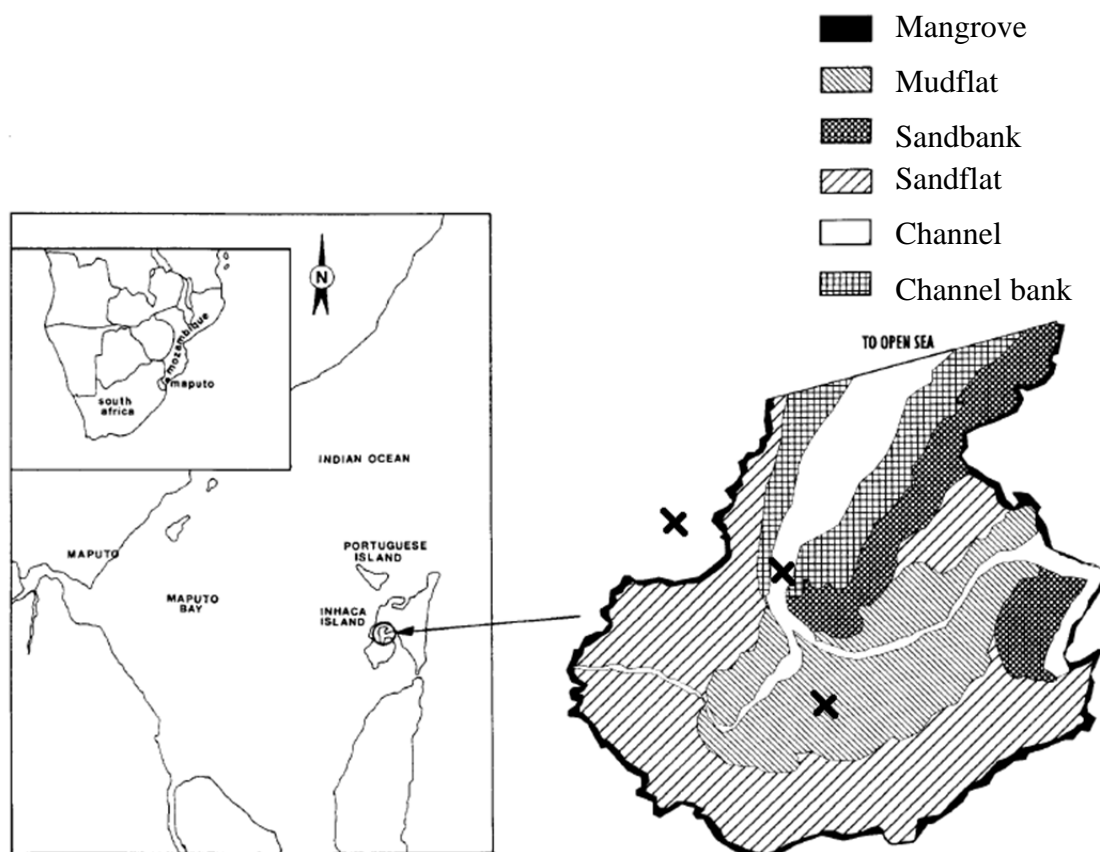 Mangrove
Mudflat
Sandbank
Sandflat
Channel
Channel bank
TO OPEN SEA
N
mozambique
maputo
south
africa
INDIAN OCEAN
MAPUTO
PORTUGUESE
ISLAND
MAPUTO
BAY
INHACA
ISLAND